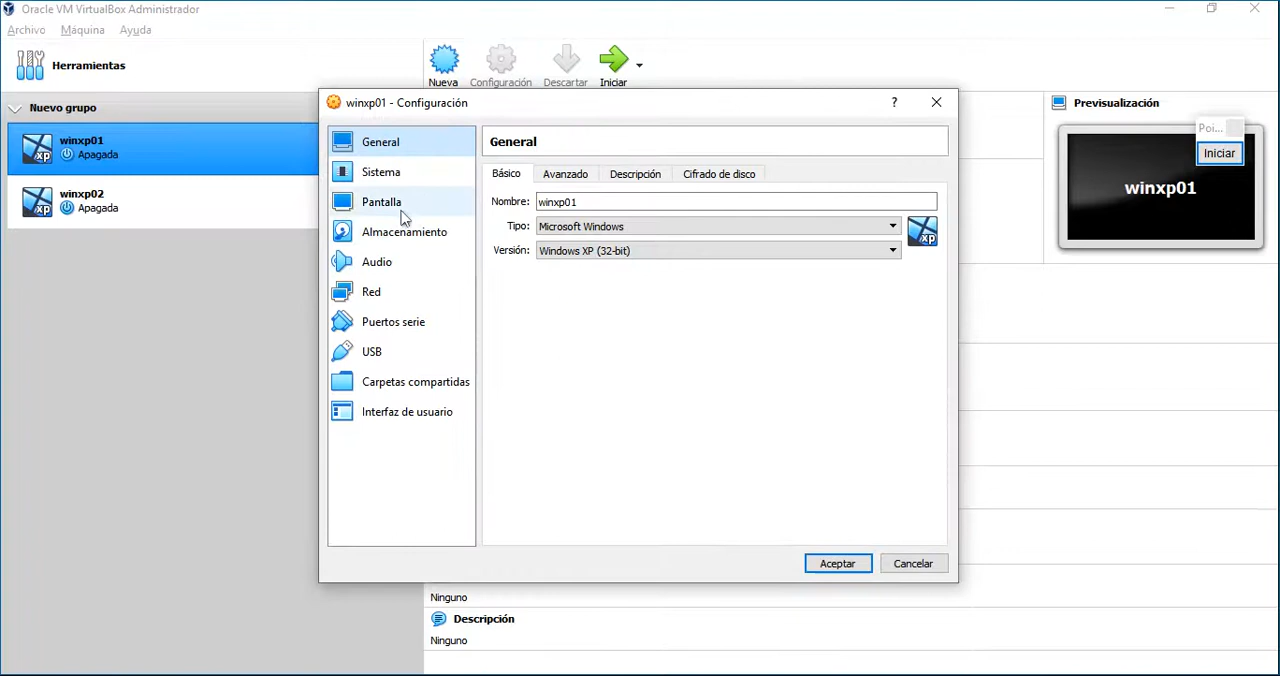 Oracle VM VirtualBox Administrador
Archivo Máquina Ayuda
Herramientas
Nueva Configuración Descartar Iniciar
Nuevo grupo
winxp01
Apagada
winxp02
Apagada
winxp01 - Configuración
?
General
Sistema
Pantalla
Almacenamiento
Audio
Red
Puertos serie
USB
Carpetas compartidas
Interfaz de usuario
General
Básico Avanzado Descripción Cifrado de disco
Nombre: winxp01
Tipo: Microsoft Windows
Versión: Windows XP (32-bit)
Aceptar Cancelar
Previsualización
Poi...
Iniciar
winxp01
Ninguno
Descripción
Ninguno